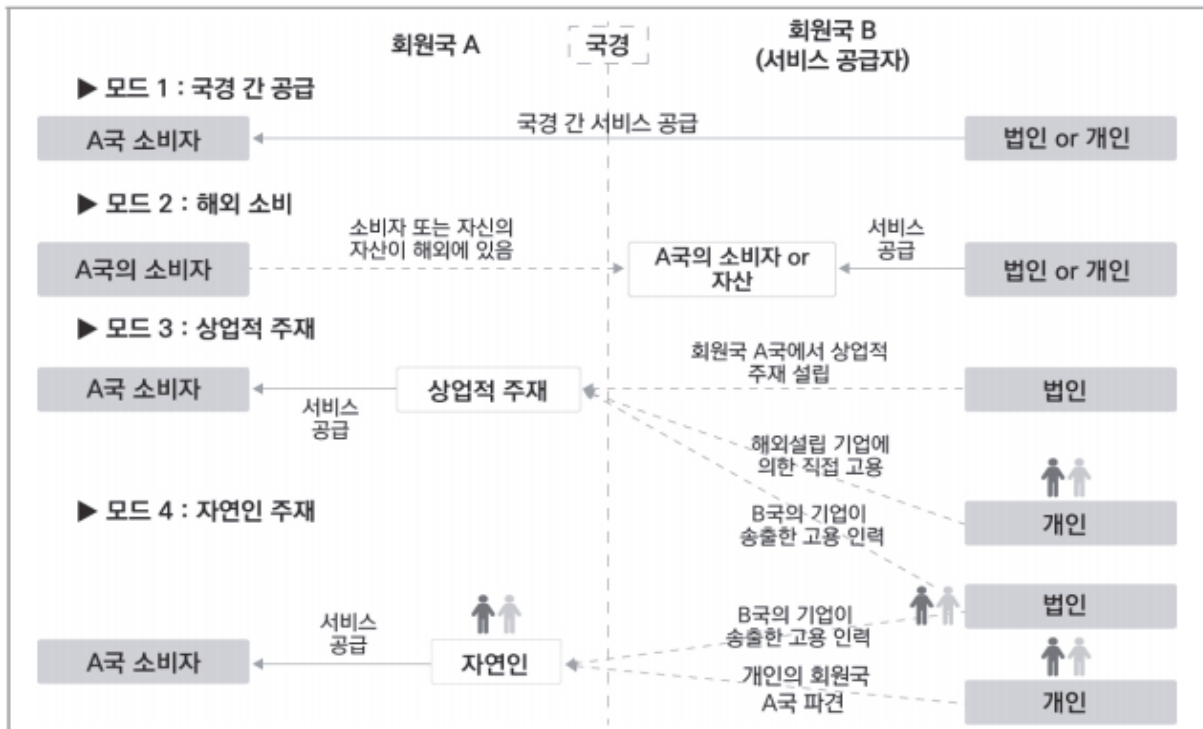 회원국 A
국경
회원국 B
(서비스 공급자)
▶ 모드 1 : 국경 간 공급
A국 소비자
국경 간 서비스 공급
법인 or 개인
▶ 모드 2 : 해외 소비
A국의 소비자
소비자 또는 자신의
자산이 해외에 있음
A국의 소비자 or
자산
서비스
공급
법인 or 개인
▶ 모드 3 : 상업적 주재
A국 소비자
서비스
공급
상업적 주재
회원국 A국에서 상업적
주재 설립
법인
해외설립 기업에
의한 직접 고용
개인
▶ 모드 4 : 자연인 주재
B국의 기업이
송출한 고용 인력
법인
A국 소비자
서비스
공급
자연인
B국의 기업이
송출한 고용 인력
개인의 회원국
A국 파견
개인